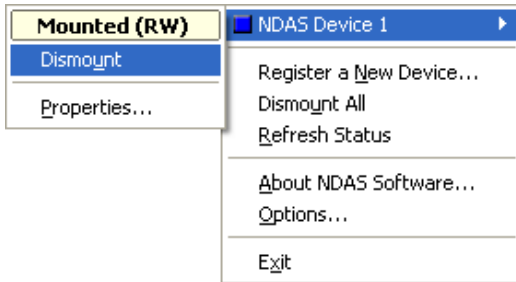 Mounted (RW)
Dismount
Properties...
NDAS Device 1
Register a New Device...
Dismount All
Refresh Status
About NDAS Software...
Options...
Exit